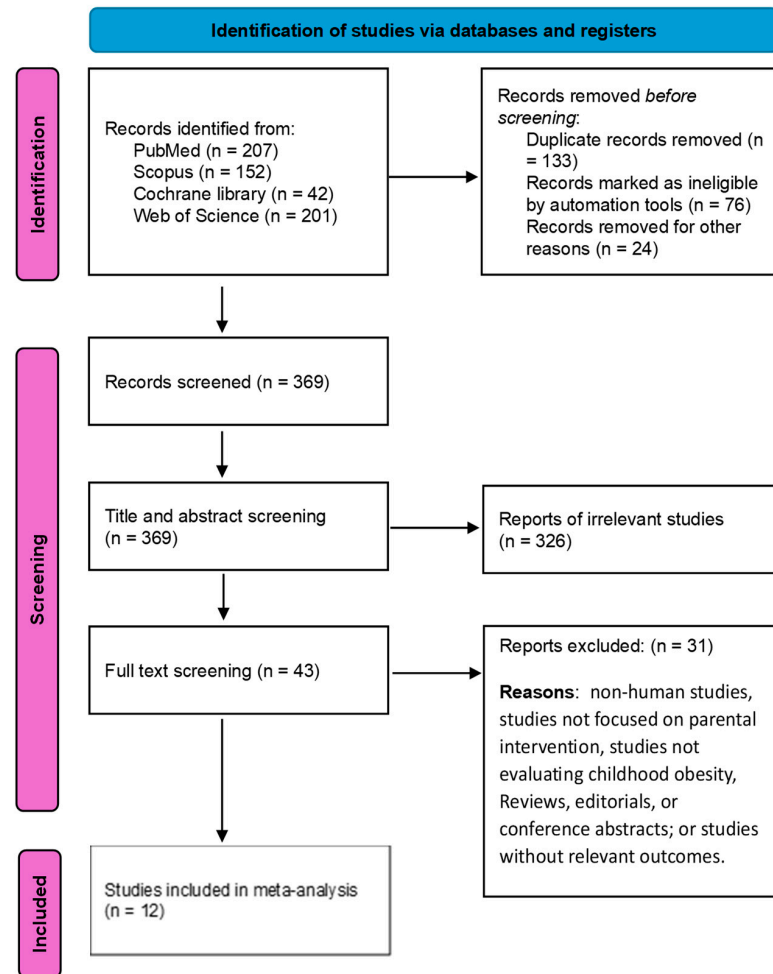 Identification of studies via databases and registers
Identification
Records identified from:
PubMed (n = 207)
Scopus (n = 152)
Cochrane library (n = 42)
Web of Science (n = 201)
Records removed before
screening:
Duplicate records removed (n
= 133)
Records marked as ineligible
by automation tools (n = 76)
Records removed for other
reasons (n = 24)
Screening
Records screened (n = 369)
Title and abstract screening
(n = 369)
Reports of irrelevant studies
(n = 326)
Full text screening (n = 43)
Reports excluded: (n = 31)
Reasons: non-human studies,
studies not focused on parental
intervention, studies not
evaluating childhood obesity,
Reviews, editorials, or
conference abstracts; or studies
without relevant outcomes.
Included
Studies included in meta-analysis
(n = 12)